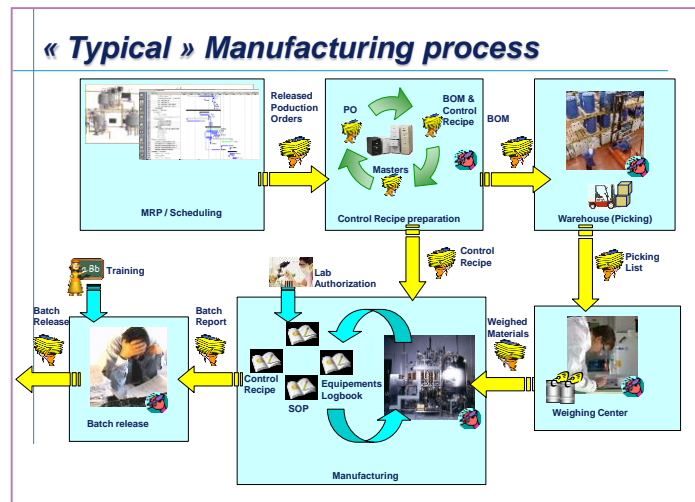 « Typical » Manufacturing process
Released
Poduction
Orders
PO
BOM &
Control
Recipe
BOM
Masters
MRP / Scheduling
Control Recipe preparation
Warehouse (Picking)
Training
Lab
Authorization
Control
Recipe
Picking
List
Batch
Release
Batch
Report
Weighed
Materials
Control
Recipe
Equipements
Logbook
SOP
Batch release
Weighing Center
Manufacturing